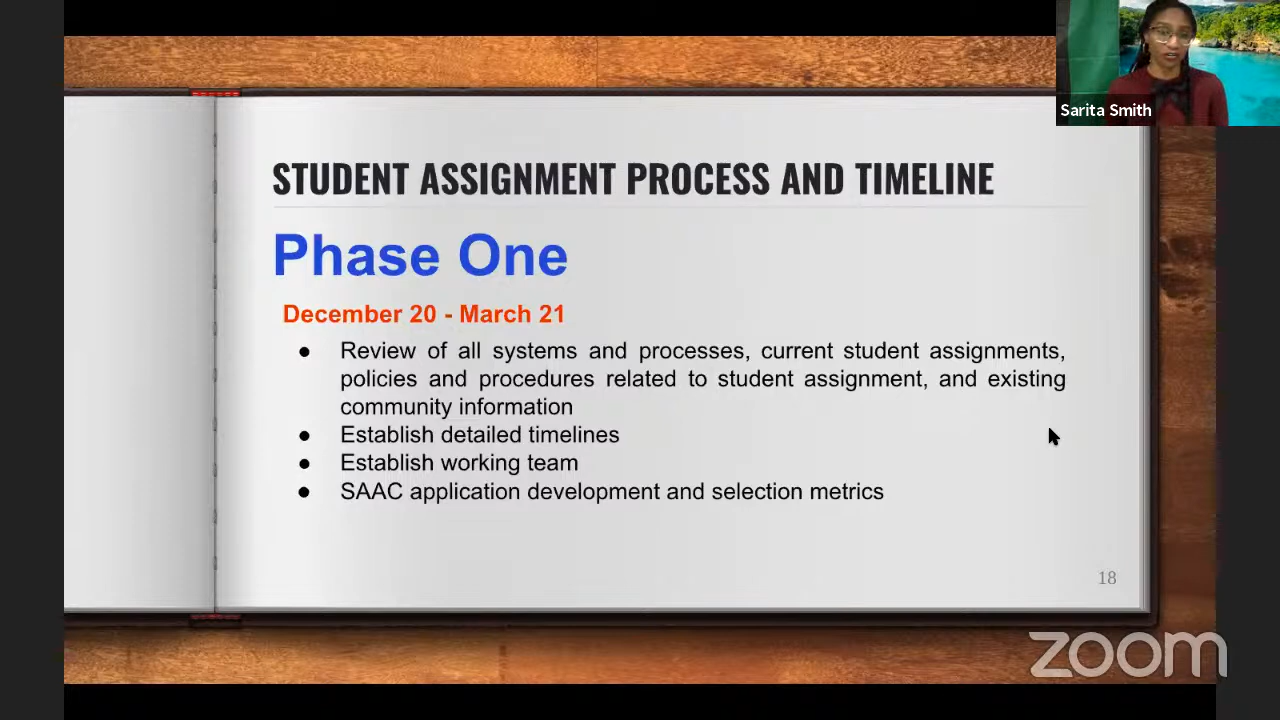 Sarita Smith
STUDENT ASSIGNMENT PROCESS AND TIMELINE
Phase One
December 20 - March 21
● Review of all systems and processes, current student assignments,
policies and procedures related to student assignment, and existing
community information
● Establish detailed timelines
● Establish working team
● SAAC application development and selection metrics
18
zoom